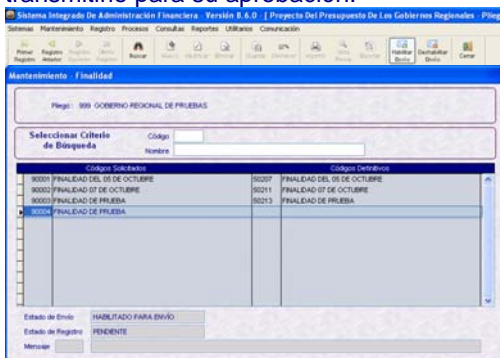 transmitirlo para su aprobación.
Sistema Integrado De Administración Financiera - Versión 8.6.0 - [ Proyecto Del Presupuesto De Los Gobiernos Regionales - Plieg
Sistemas Mantenimiento Registro Procesos Consultas Reportes Utilitarios Comunicación
Primer Registro Registro Anterior Buscar Habilitar Envío Deshabilitar Envío Cerrar
Mantenimiento - Finalidad
Pliego: 999 GOBIERNO REGIONAL DE PRUEBAS
Seleccionar Criterio de Búsqueda
Código
Nombre
Códigos Solicitados Códigos Definitivos
90001 FINALIDAD DEL 05 DE OCTUBRE 50207 FINALIDAD DEL 05 DE OCTUBRE
90002 FINALIDAD 07 DE OCTUBRE 50211 FINALIDAD 07 DE OCTUBRE
90003 FINALIDAD DE PRUEBA 50213 FINALIDAD DE PRUEBA
90004 FINALIDAD DE PRUEBA
Estado de Envío HABILITADO PARA ENVÍO
Estado de Registro PENDIENTE
Mensaje